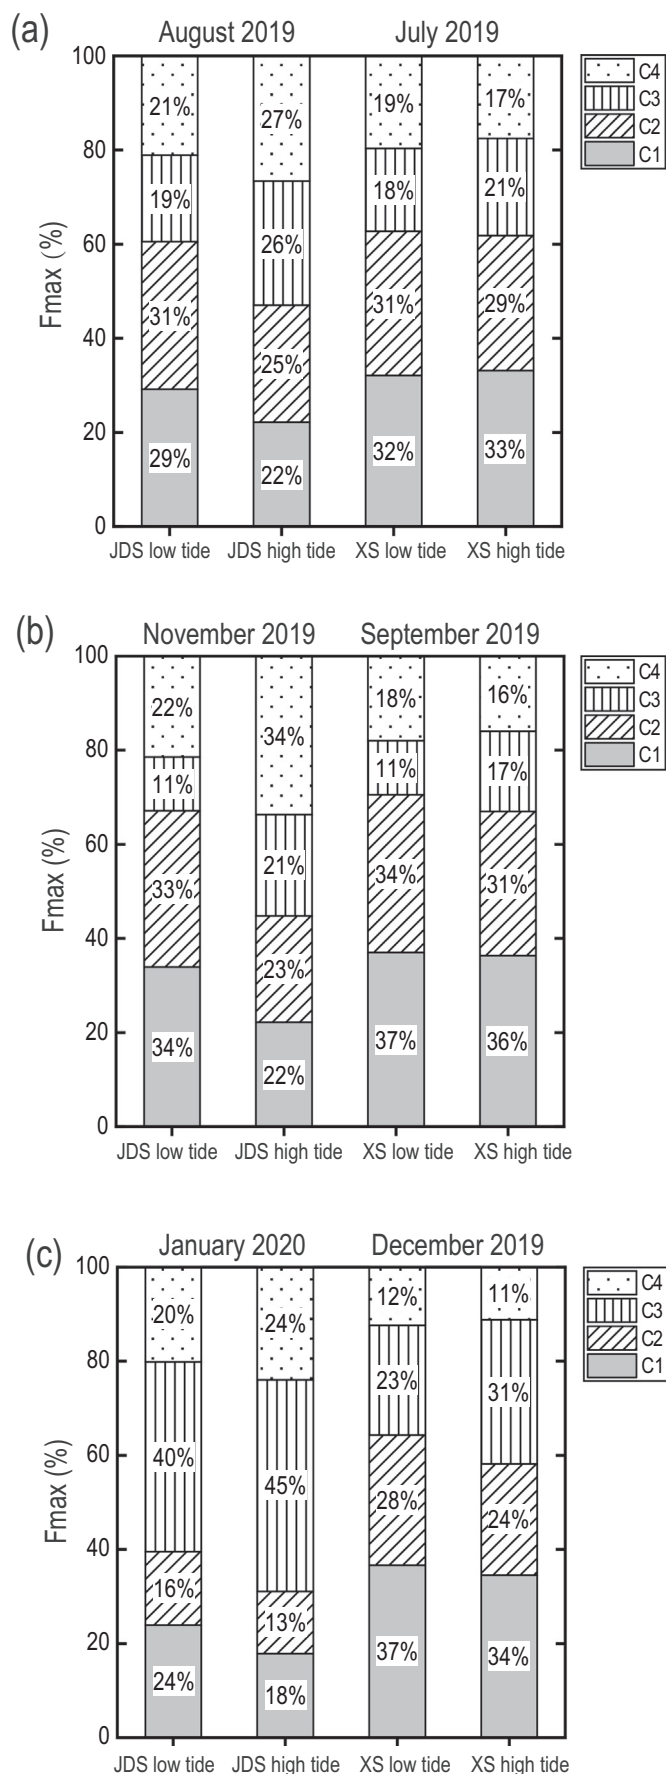 (a)
August 2019 July 2019
100
80
60
40
20
0
Fmax (%)
21% 27% 19% 17%
19% 26% 18% 21%
31% 25% 31% 29%
29% 22% 32% 33%
JDS low tide JDS high tide XS low tide XS high tide
C4
C3
C2
C1
(b)
November 2019 September 2019
100
80
60
40
20
0
Fmax (%)
22% 34% 18% 16%
11% 21% 11% 17%
33% 23% 34% 31%
34% 22% 37% 36%
JDS low tide JDS high tide XS low tide XS high tide
C4
C3
C2
C1
(c)
January 2020 December 2019
100
80
60
40
20
0
Fmax (%)
20% 24% 12% 11%
40% 45% 23% 31%
16% 13% 28% 24%
24% 18% 37% 34%
JDS low tide JDS high tide XS low tide XS high tide
C4
C3
C2
C1